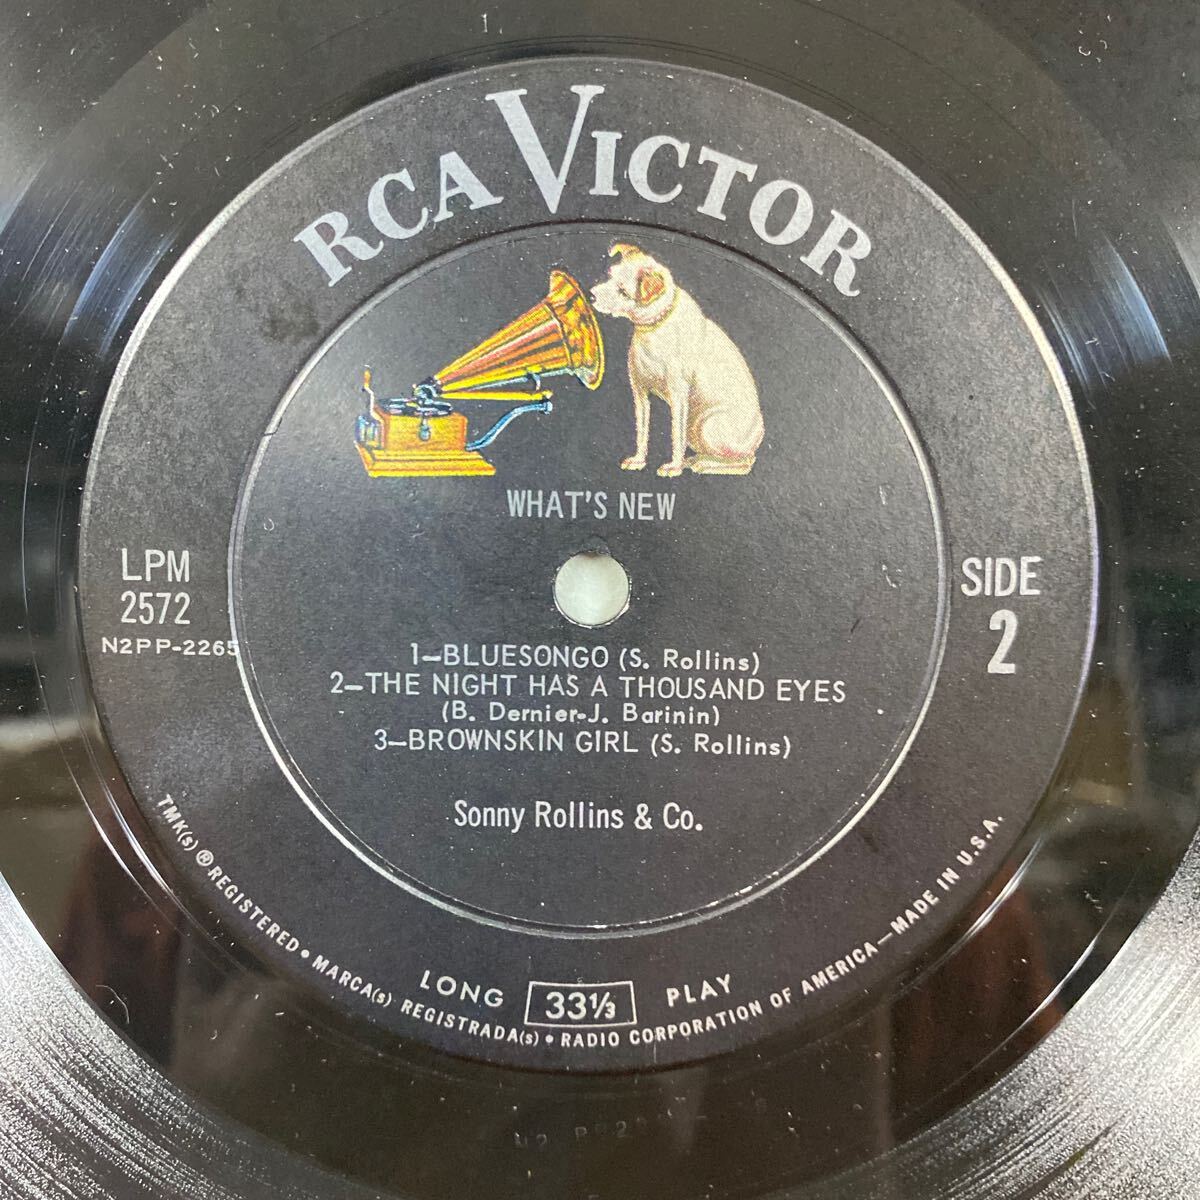 RCA VICTOR
WHAT'S NEW
LPM
2572
N2PP-2265
SIDE
2
1—BLUESONGO (S. Rollins)
2—THE NIGHT HAS A THOUSAND EYES
(B. Dernier-J. Barinin)
3—BROWNSKIN GIRL (S. Rollins)
Sonny Rollins & Co.
LONG 33⅓ PLAY
TMK(s) ® REGISTERED • MARCA(s) REGISTRADA(s) • RADIO CORPORATION OF AMERICA—MADE IN U.S.A.